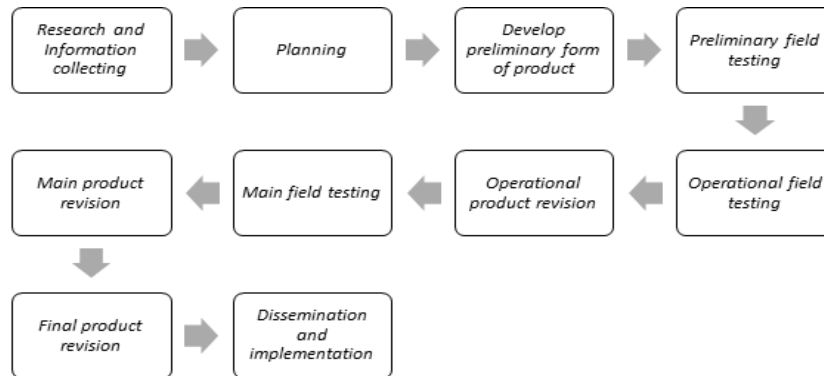 Research and
Information
collecting
Planning
Develop
preliminary form
of product
Preliminary field
testing
Operational field
testing
Operational
product revision
Main field testing
Main product
revision
Final product
revision
Dissemination
and
implementation